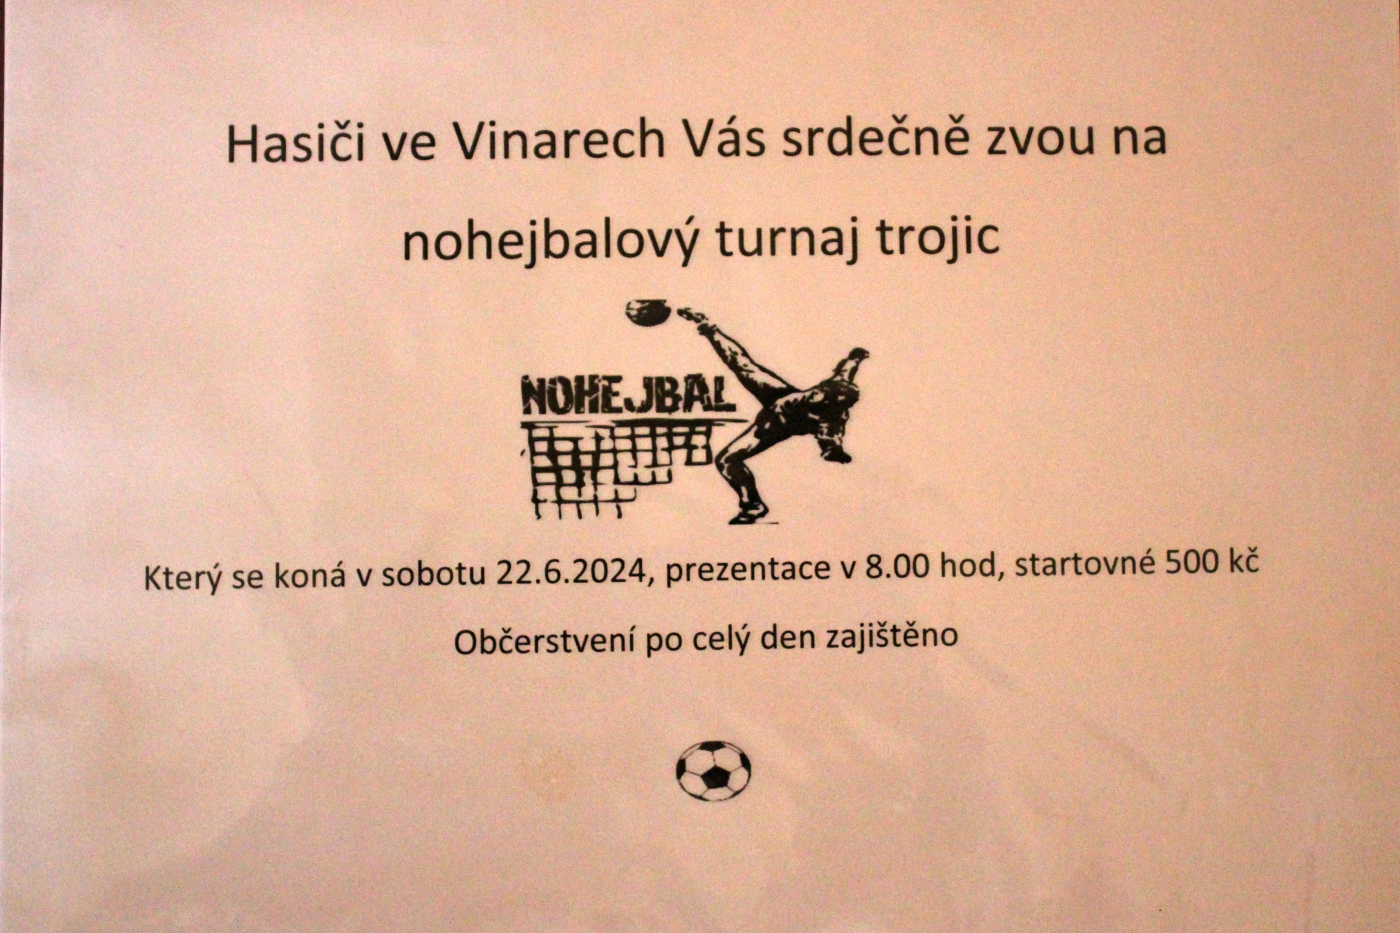 Hasiči ve Vinarech Vás srdečně zvou na
nohejbalový turnaj trojic
NOHEJBAL
Který se koná v sobotu 22.6.2024, prezentace v 8.00 hod, startovné 500 kč
Občerstvení po celý den zajištěno